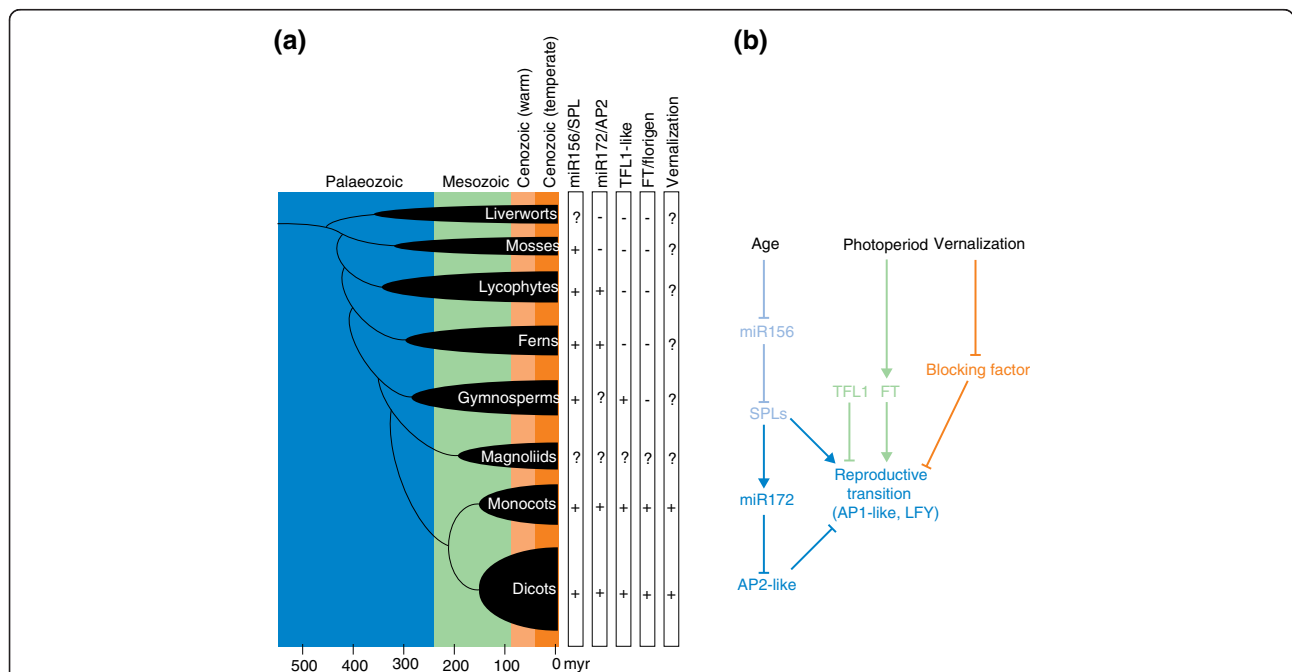 (a)
(b)
Palaeozoic
Mesozoic
Cenozoic (warm)
Cenozoic (temperate)
miR156/SPL
miR172/AP2
TFL1-like
FT/florigen
Vernalization
Liverworts ? - - - ?
Mosses + - - - ?
Lycophytes + + - - ?
Ferns + + - - ?
Gymnosperms + ? + - ?
Magnoliids ? ? ? ? ?
Monocots + + + + +
Dicots + + + + +
500 400 300 200 100 0 myr
Age Photoperiod Vernalization
miR156
Blocking factor
TFL1 FT
SPLs
Reproductive
transition
(AP1-like, LFY)
miR172
AP2-like